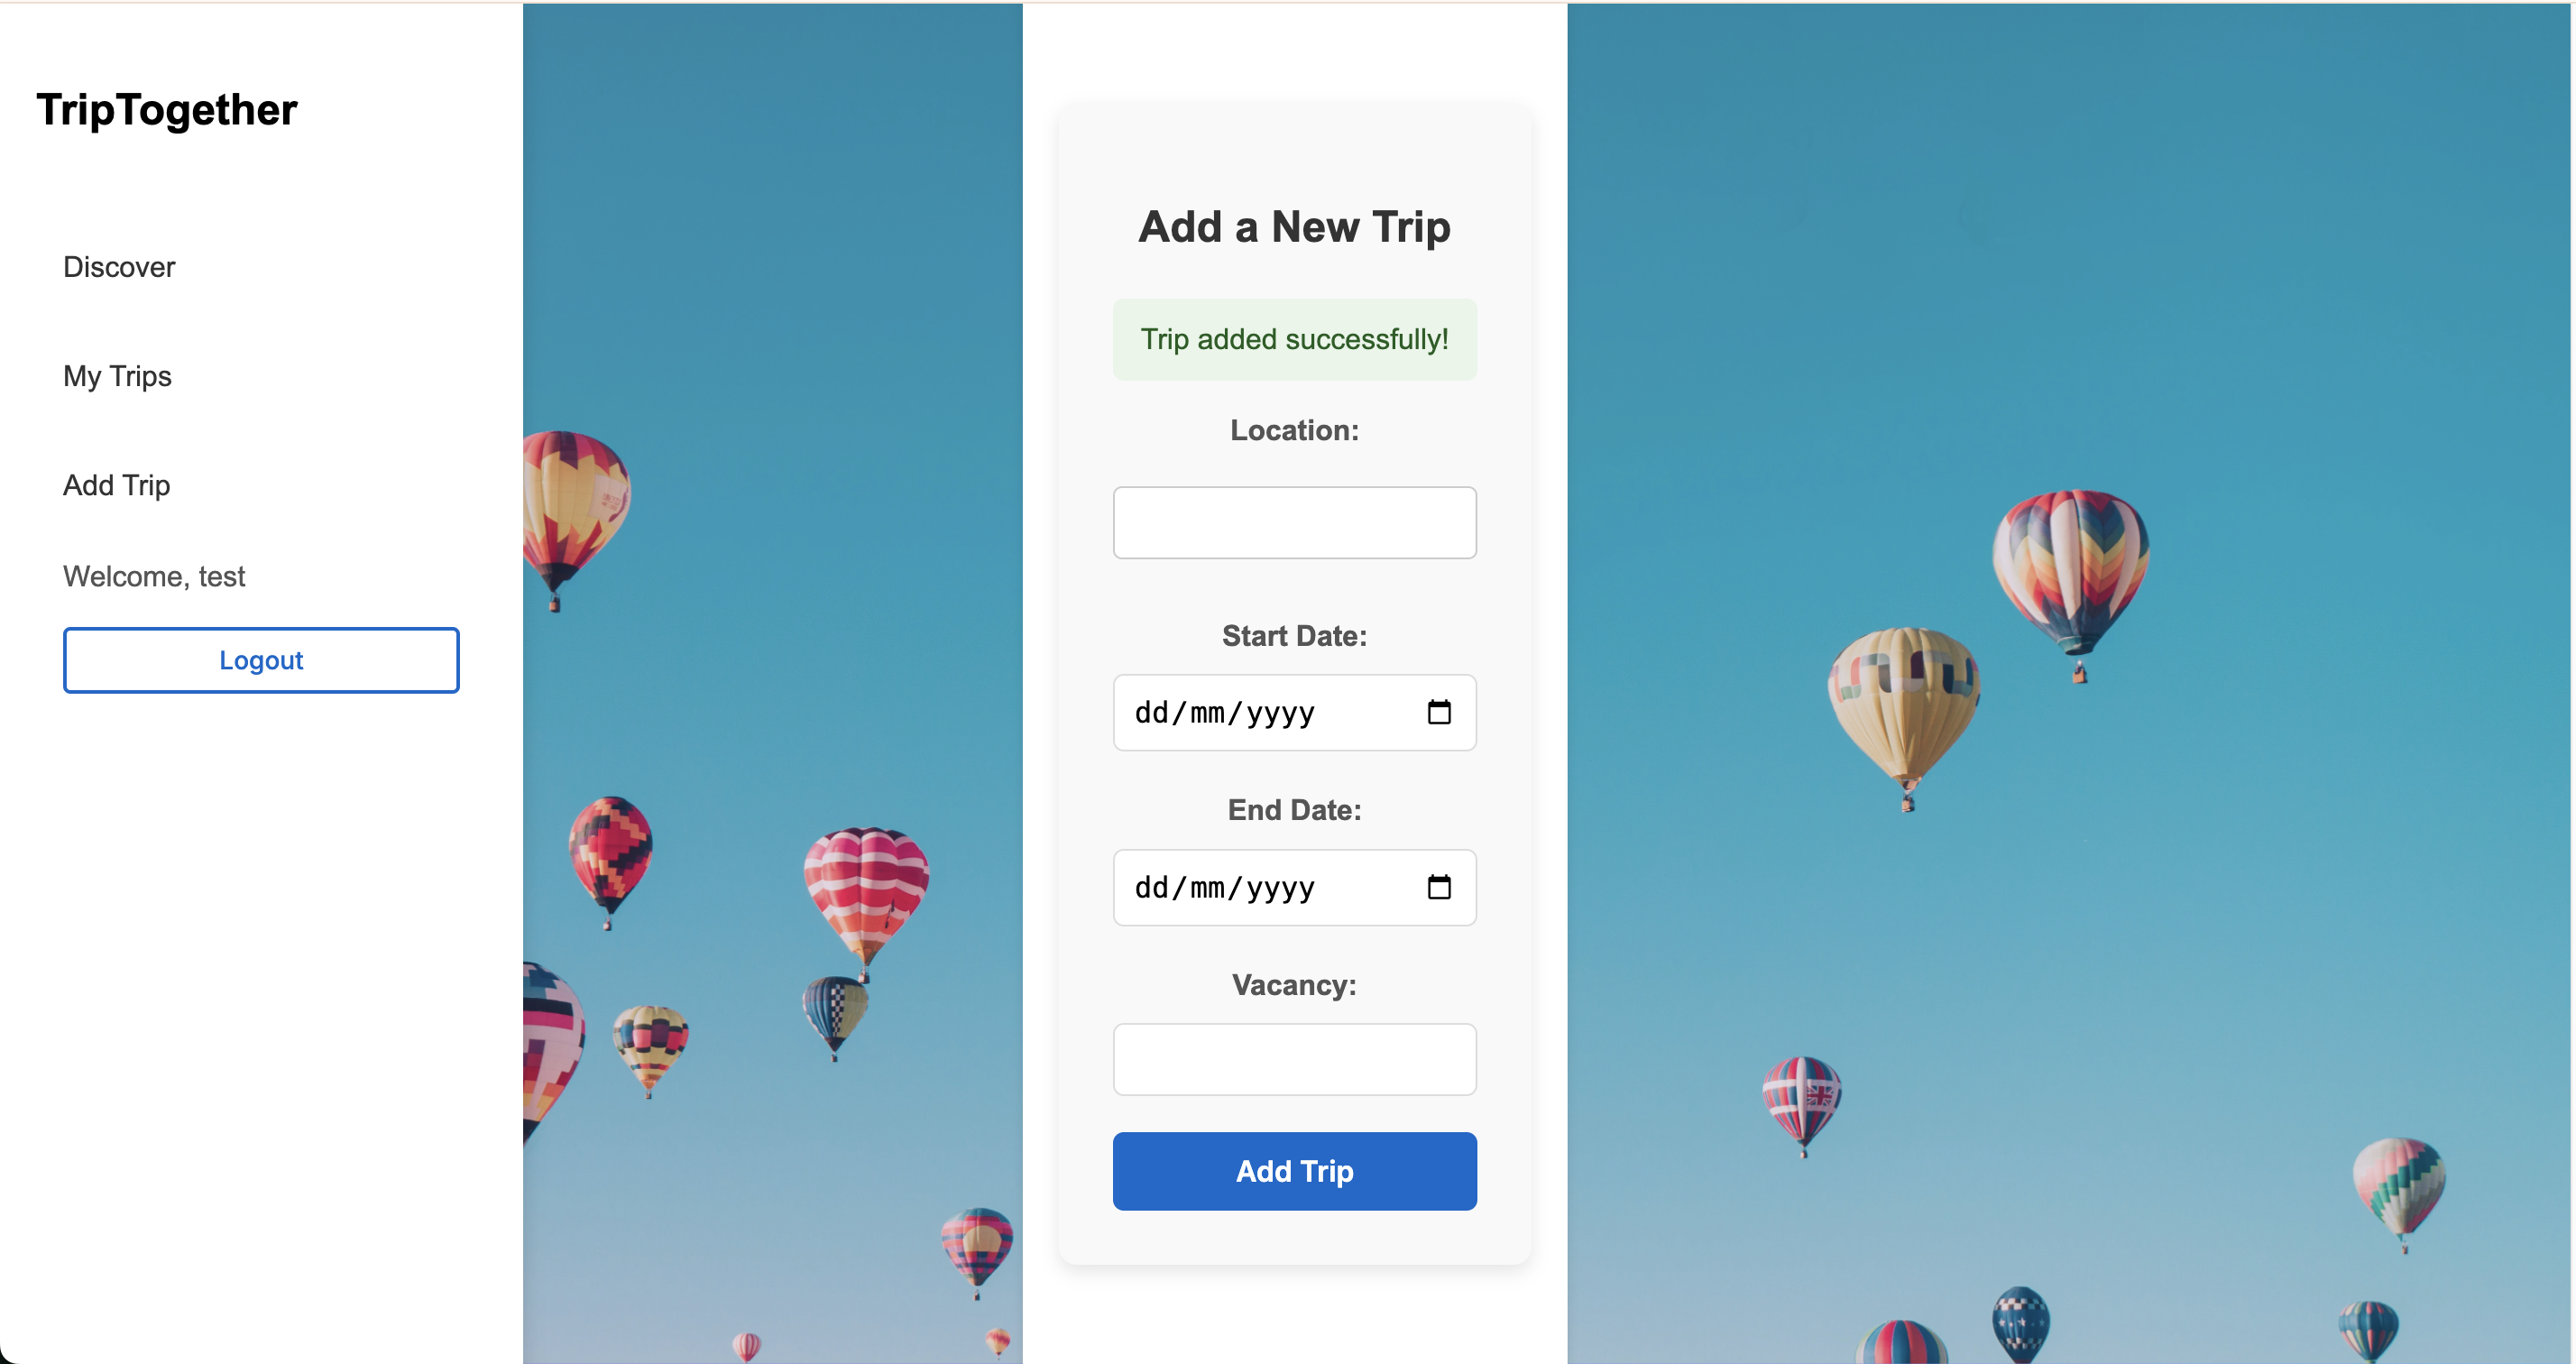 TripTogether
Discover
My Trips
Add Trip
Welcome, test
Logout
Add a New Trip
Trip added successfully!
Location:
Start Date:
dd/mm/yyyy
End Date:
dd/mm/yyyy
Vacancy:
Add Trip